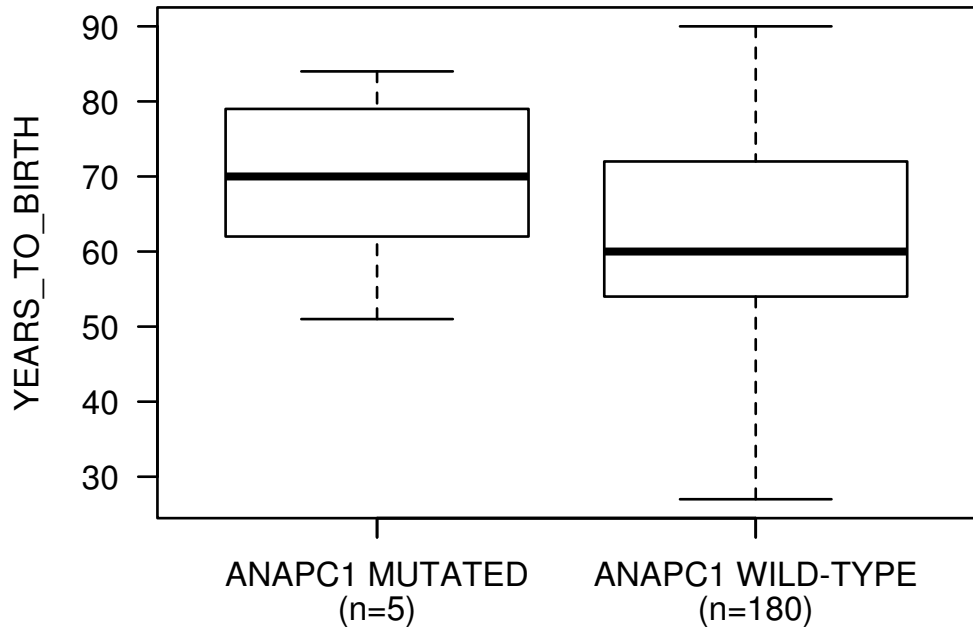 YEARS_TO_BIRTH
90
80
70
60
50
40
30
ANAPC1 MUTATED
(n=5)
ANAPC1 WILD-TYPE
(n=180)